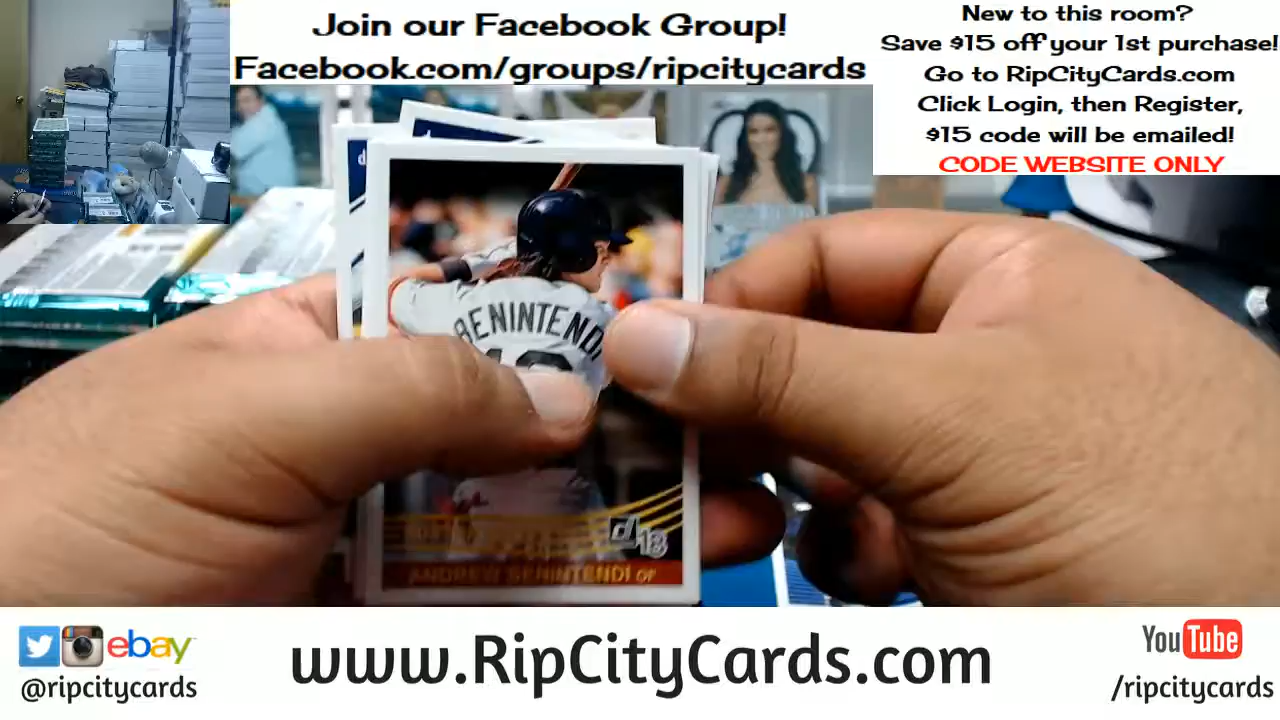 Join our Facebook Group!
Facebook.com/groups/ripcitycards
New to this room?
Save $15 off your 1st purchase!
Go to RipCityCards.com
Click Login, then Register,
$15 code will be emailed!
CODE WEBSITE ONLY
BENINTENDI
d18
ANDREW BENINTENDI OF
ebay
@ripcitycards
www.RipCityCards.com
YouTube
/ripcitycards